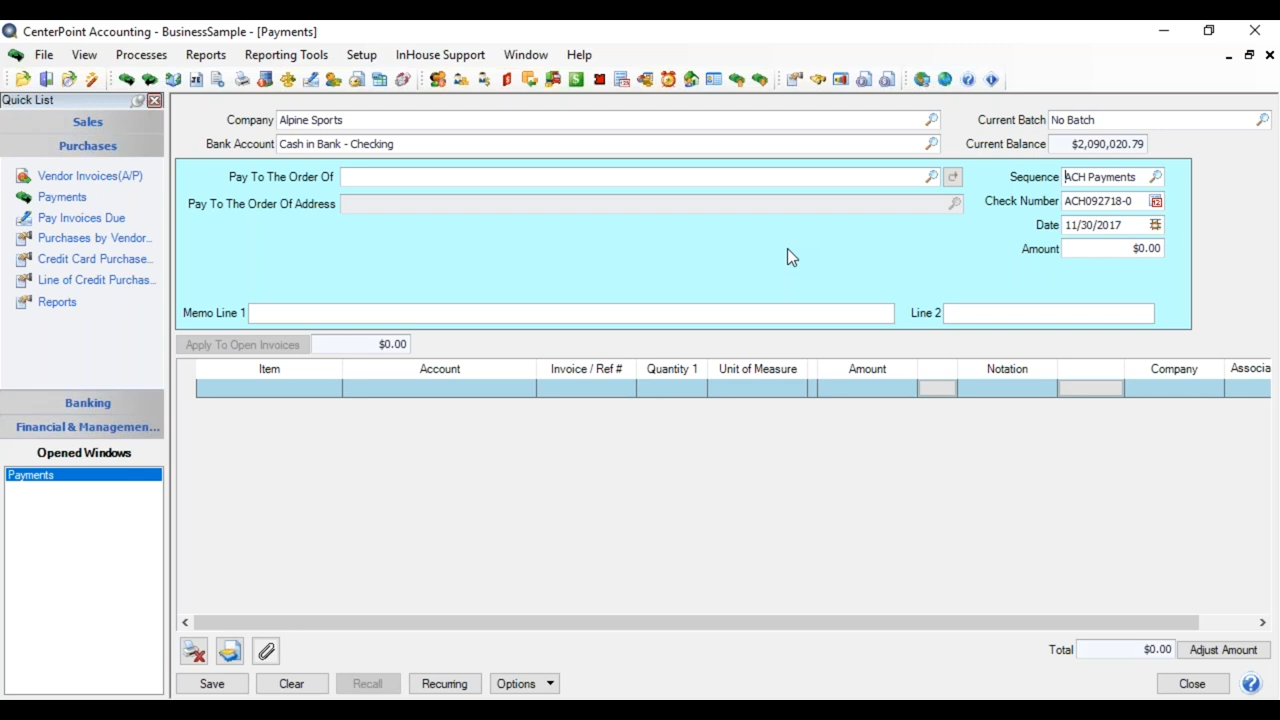 CenterPoint Accounting - BusinessSample - [Payments]
File View Processes Reports Reporting Tools Setup InHouse Support Window Help
Quick List
Sales
Purchases
Vendor Invoices(A/P)
Payments
Pay Invoices Due
Purchases by Vendor...
Credit Card Purchase...
Line of Credit Purchas...
Reports
Banking
Financial & Managemen...
Opened Windows
Payments
Company Alpine Sports
Current Batch No Batch
Bank Account Cash in Bank - Checking
Current Balance $2,090,020.79
Pay To The Order Of
Sequence ACH Payments
Pay To The Order Of Address
Check Number ACH092718-0
Date 11/30/2017
Amount $0.00
Memo Line 1
Line 2
Apply To Open Invoices $0.00
Item Account Invoice / Ref # Quantity 1 Unit of Measure Amount Notation Company Associa
Total $0.00 Adjust Amount
Save Clear Recall Recurring Options Close